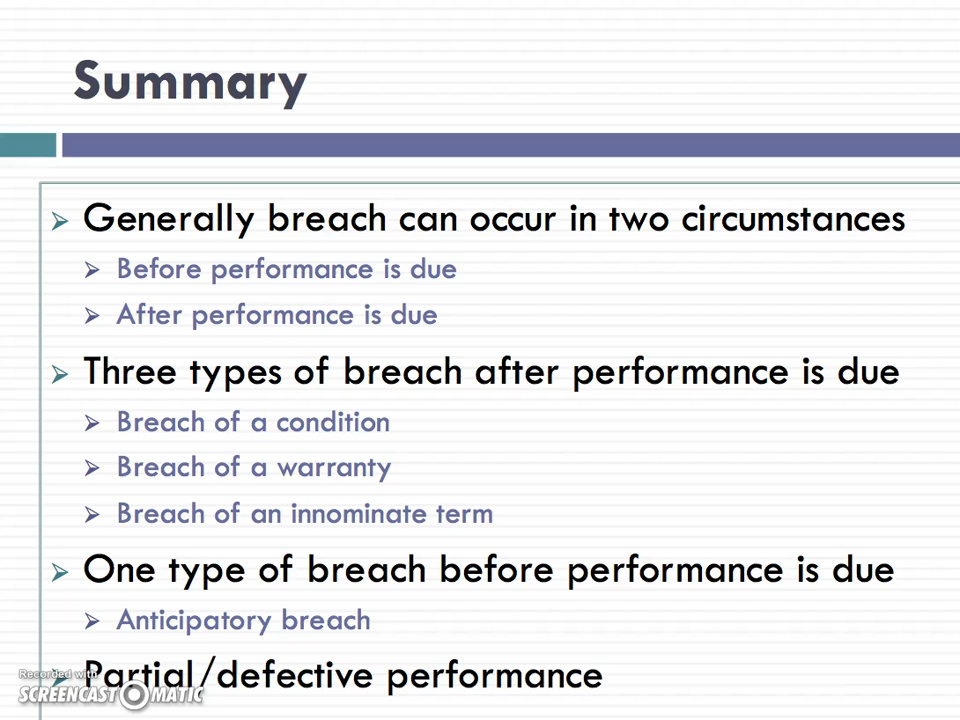 Summary
Generally breach can occur in two circumstances
Before performance is due
After performance is due
Three types of breach after performance is due
Breach of a condition
Breach of a warranty
Breach of an innominate term
One type of breach before performance is due
Anticipatory breach
Partial/defective performance
Recorded with
SCREENCAST O MATIC